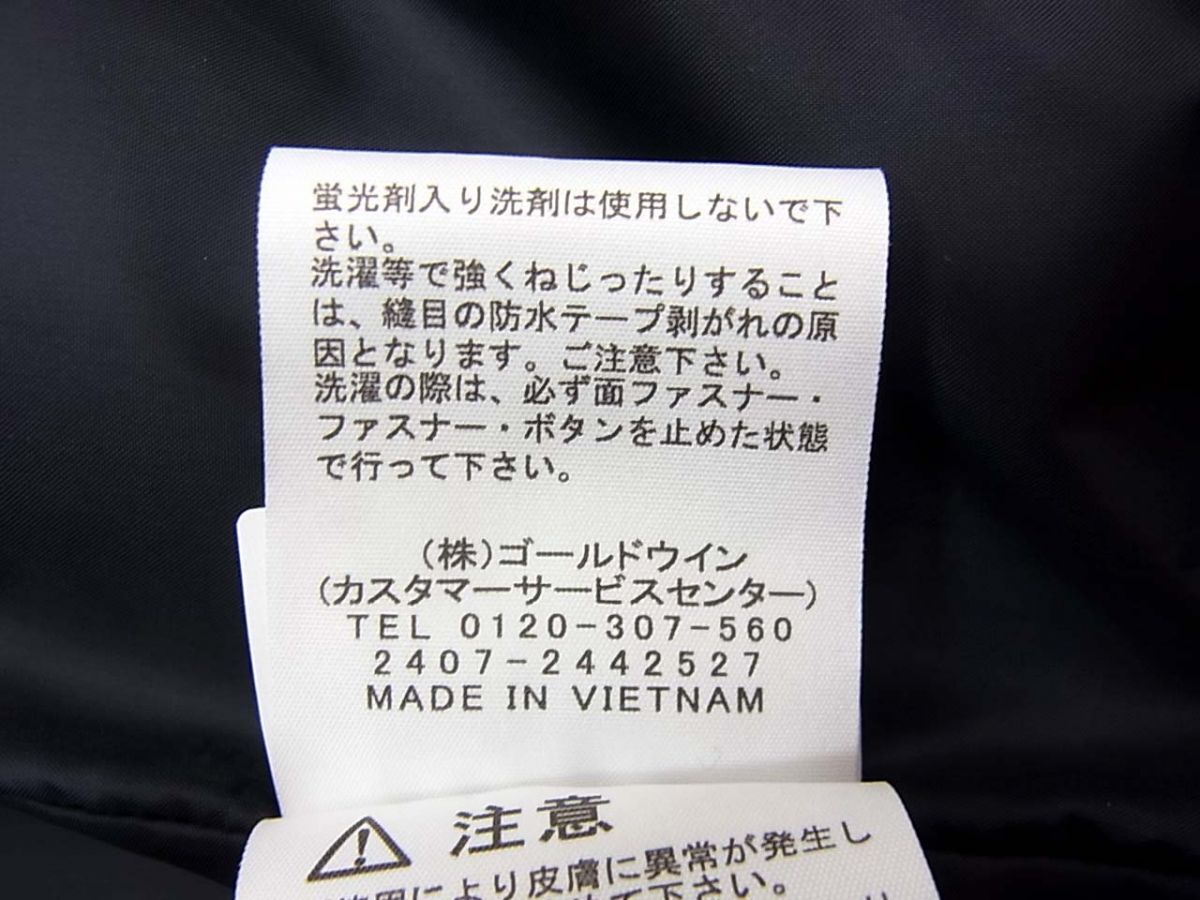 蛍光剤入り洗剤は使用しないで下
さい。
洗濯等で強くねじったりすること
は、縫目の防水テープ剥がれの原
因となります。ご注意下さい。
洗濯の際は、必ず面ファスナー・
ファスナー・ボタンを止めた状態
で行って下さい。
(株)ゴールドウイン
(カスタマーサービスセンター)
TEL 0120-307-560
2407-2442527
MADE IN VIETNAM
注意
により皮膚に異常が発生し
て下さい。